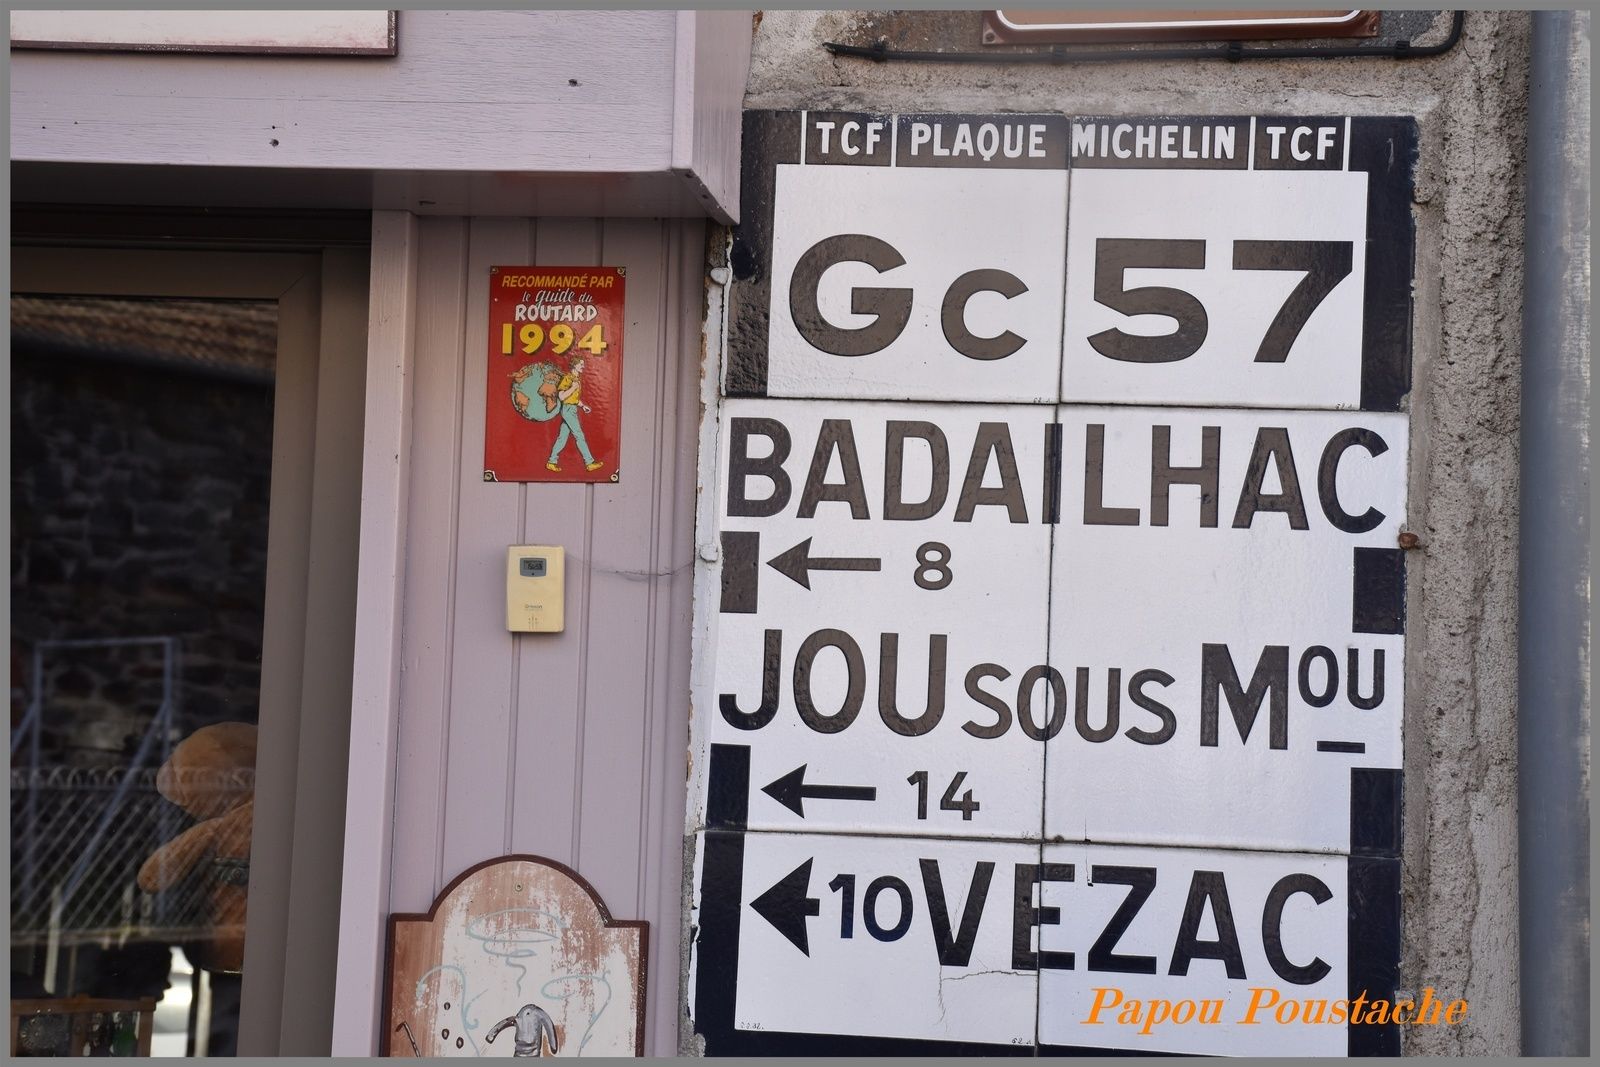 RECOMMANDÉ PAR
le guide du
ROUTARD
1994
TCF PLAQUE MICHELIN TCF
Gc 57
BADAILHAC
8
JOU SOUS Mou
14
10 VEZAC
Papou Poustache